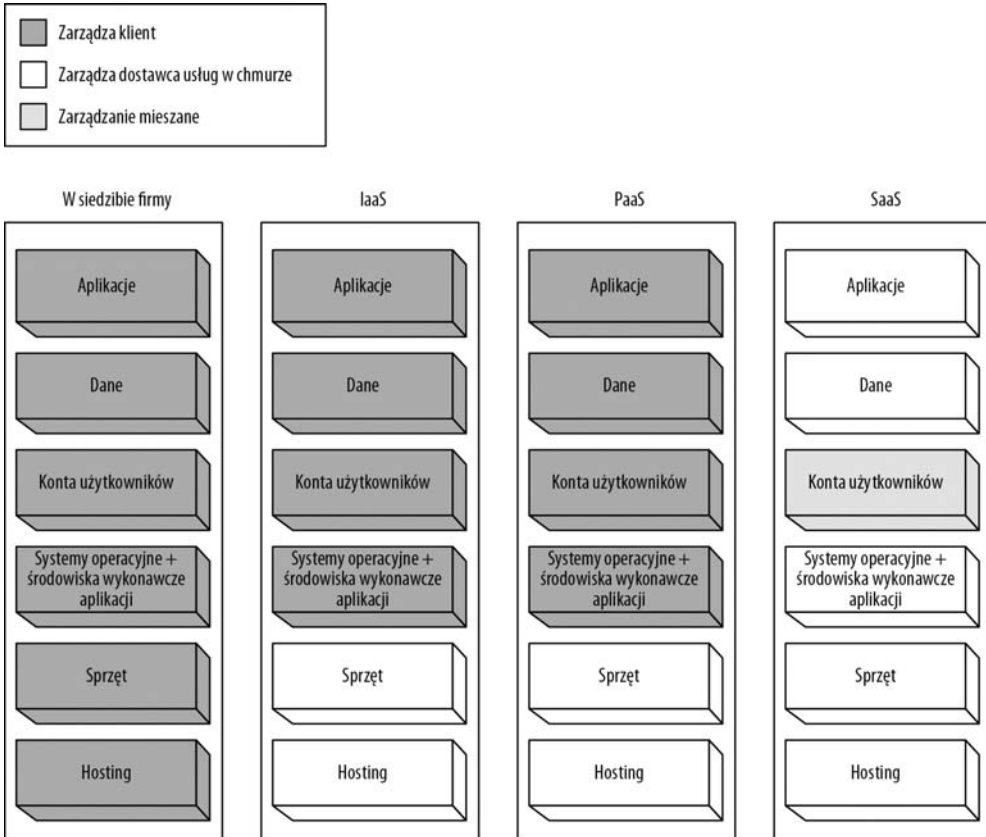 Zarządza klient
Zarządza dostawca usług w chmurze
Zarządzanie mieszane
W siedzibie firmy
Aplikacje
Dane
Konta użytkowników
Systemy operacyjne +
środowiska wykonawcze
aplikacji
Sprzęt
Hosting
IaaS
Aplikacje
Dane
Konta użytkowników
Systemy operacyjne +
środowiska wykonawcze
aplikacji
Sprzęt
Hosting
PaaS
Aplikacje
Dane
Konta użytkowników
Systemy operacyjne +
środowiska wykonawcze
aplikacji
Sprzęt
Hosting
SaaS
Aplikacje
Dane
Konta użytkowników
Systemy operacyjne +
środowiska wykonawcze
aplikacji
Sprzęt
Hosting